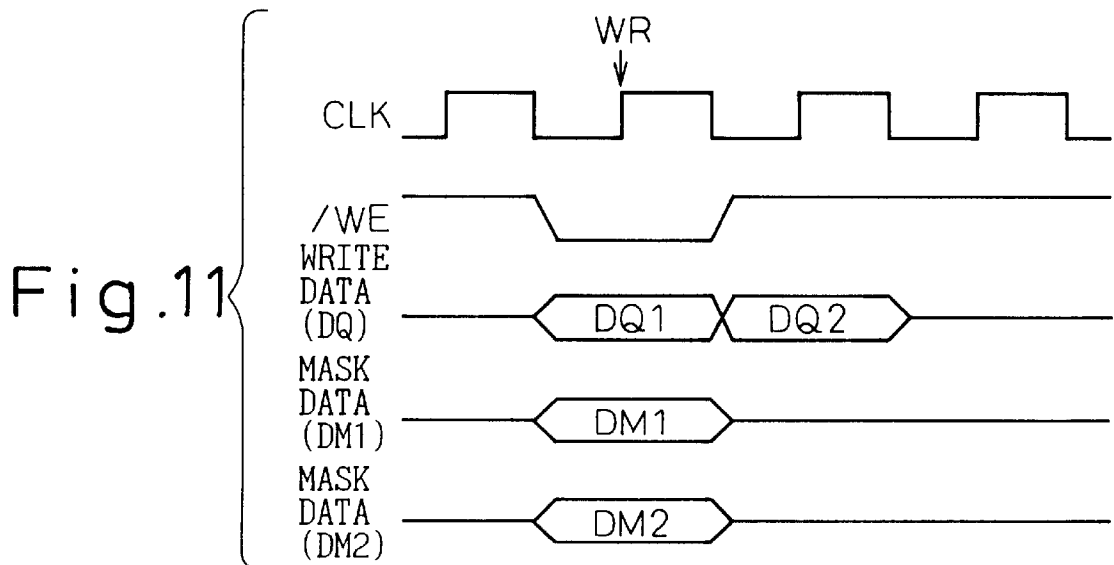 Fig.11
WR
CLK
/WE
WRITE
DATA
(DQ)
DQ1 DQ2
MASK
DATA
(DM1)
DM1
MASK
DATA
(DM2)
DM2